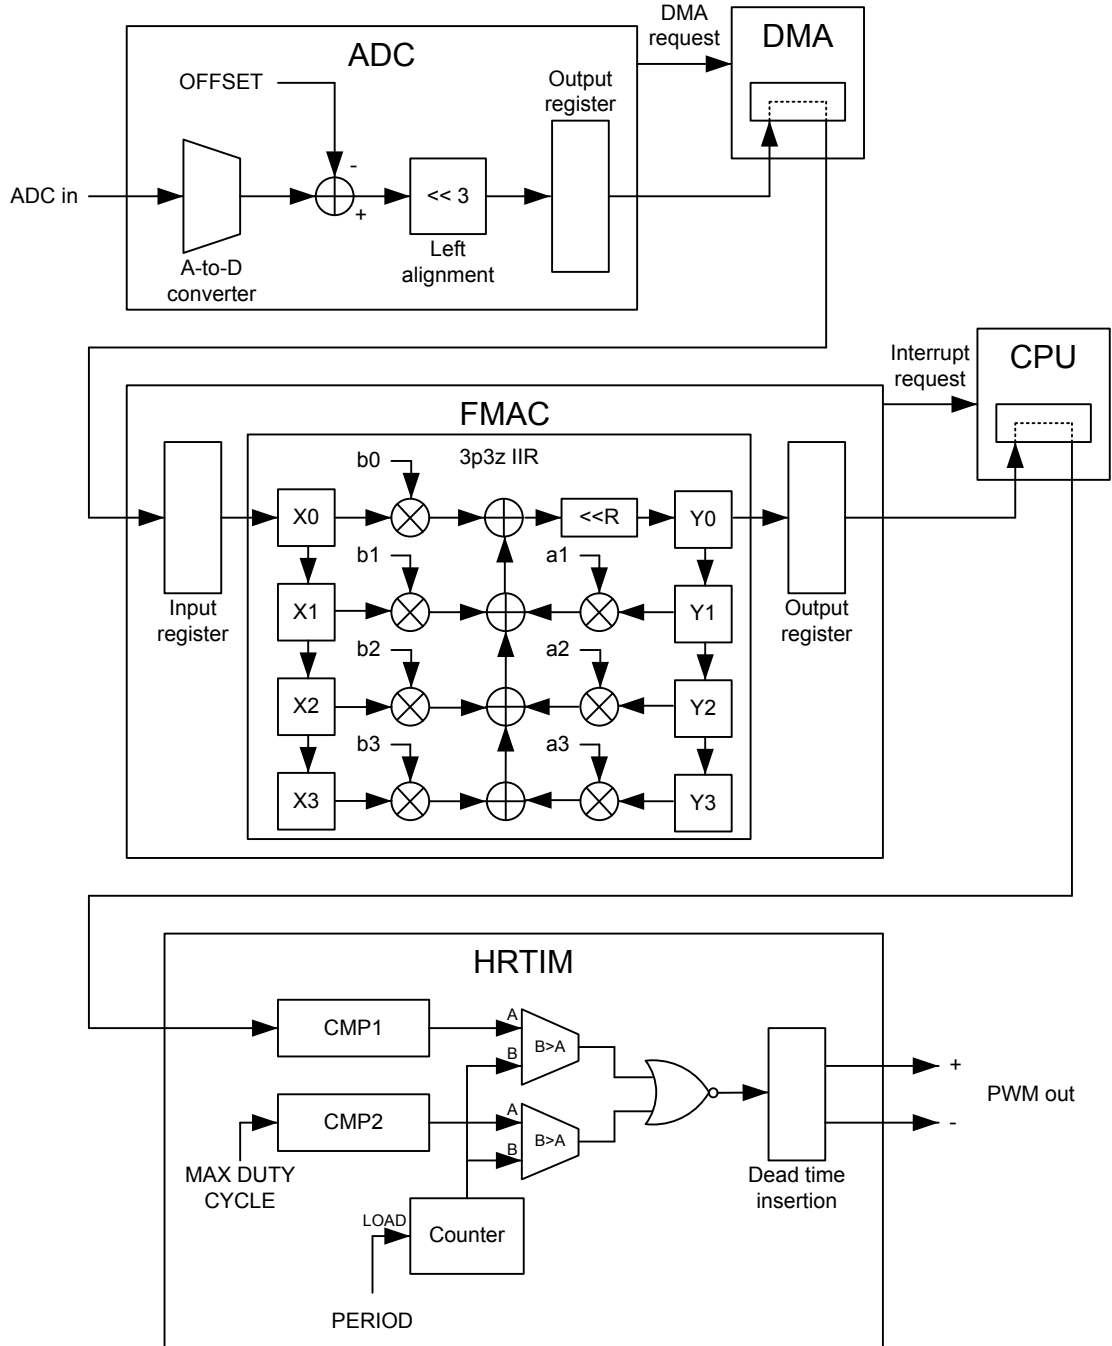 DMA
request
DMA
ADC
OFFSET
Output
register
-
ADC in
+
<< 3
Left
alignment
A-to-D
converter
Interrupt
request
CPU
FMAC
3p3z IIR
b0
X0
<<R
Y0
b1
a1
X1
Y1
Input
register
Output
register
b2
a2
X2
Y2
b3
a3
X3
Y3
HRTIM
CMP1
A
B>A
B
+
PWM out
-
CMP2
A
B>A
B
MAX DUTY
CYCLE
Dead time
insertion
LOAD
Counter
PERIOD